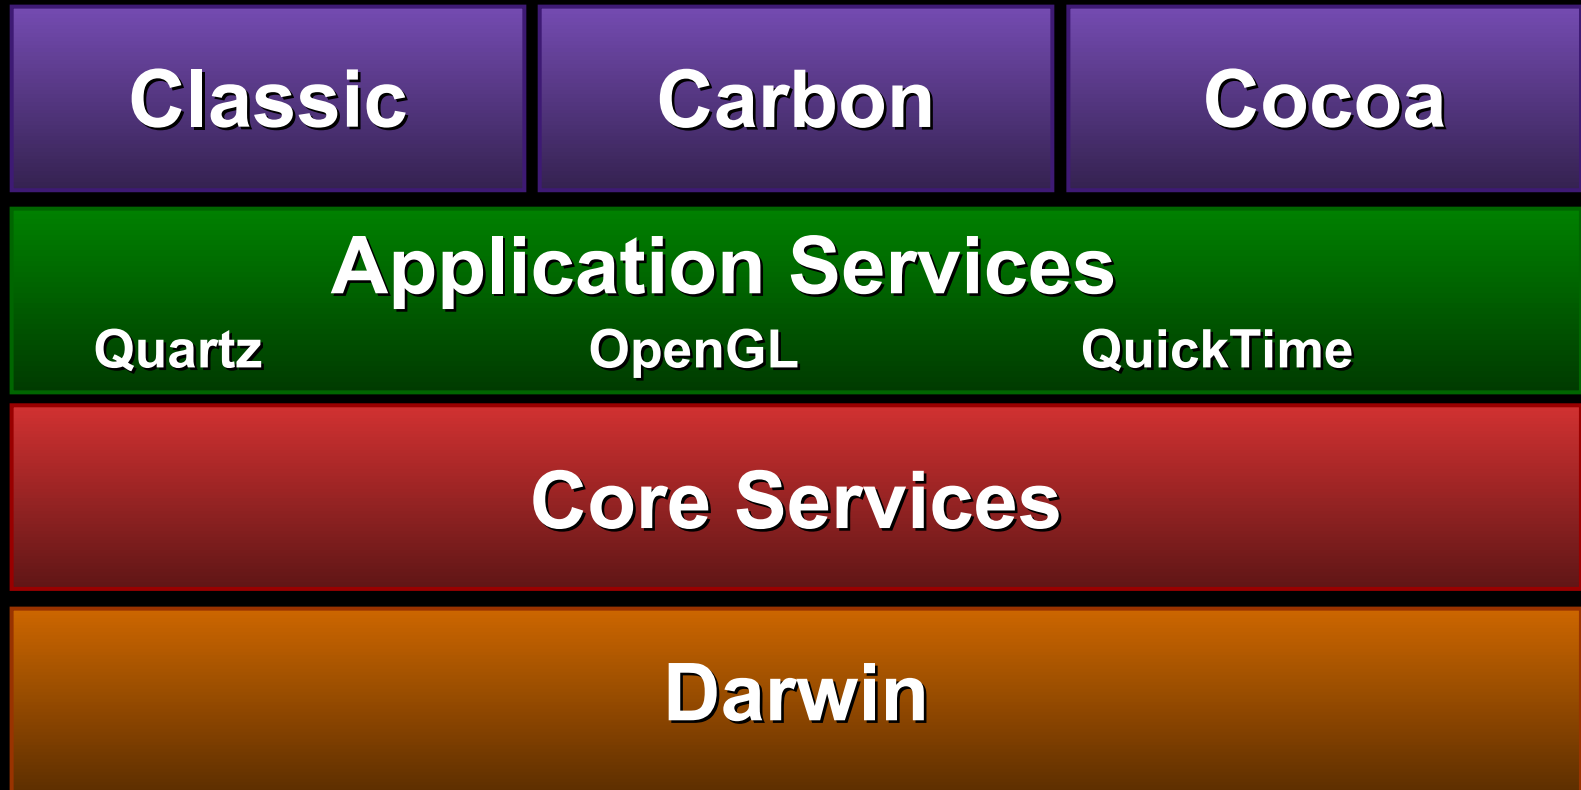 Classic Carbon Cocoa
Application Services
Quartz OpenGL QuickTime
Core Services
Darwin